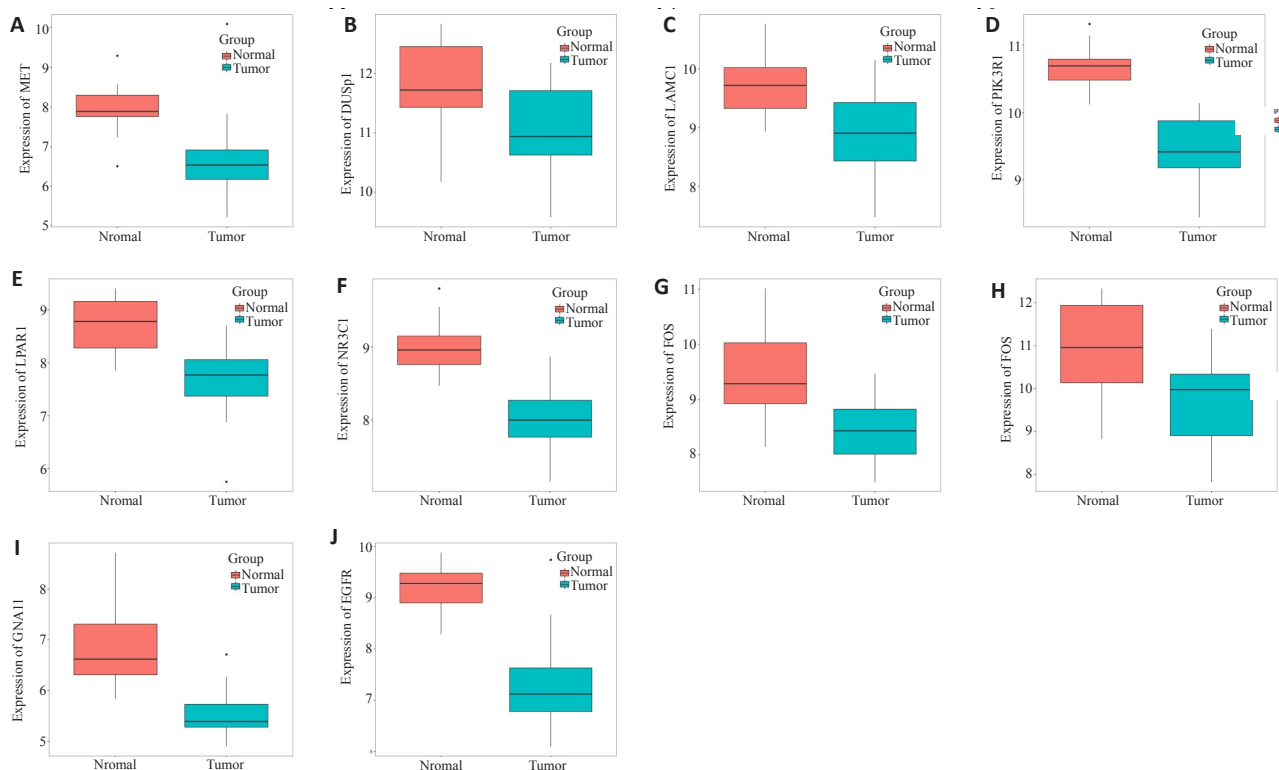 A
Expression of MET
10
9
8
7
6
5
Group
Normal
Tumor
Nromal
Tumor
B
Expression of DUSp1
12
11
10
Group
Normal
Tumor
Nromal
Tumor
C
Expression of LAMC1
10
9
8
Group
Normal
Tumor
Nromal
Tumor
D
Expression of PIK3R1
11
10
9
Group
Normal
Tumor
Nromal
Tumor
E
Expression of LPAR1
9
8
7
6
Group
Normal
Tumor
Nromal
Tumor
F
Expression of NR3C1
9
8
Group
Normal
Tumor
Nromal
Tumor
G
Expression of FOS
11
10
9
8
Group
Normal
Tumor
Nromal
Tumor
H
Expression of FOS
12
11
10
9
8
Group
Normal
Tumor
Nromal
Tumor
I
Expression of GNA11
8
7
6
5
Group
Normal
Tumor
Nromal
Tumor
J
Expression of EGFR
10
9
8
7
6
Group
Normal
Tumor
Nromal
Tumor